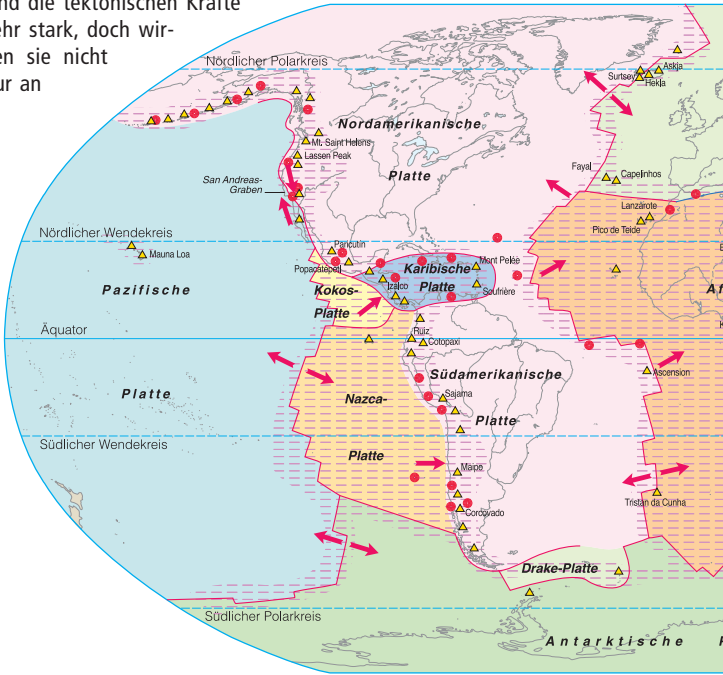 nd die tektonischen Kräfte
ehr stark, doch wir-
en sie nicht
ur an
Nördlicher Polarkreis
Surtsey
Askja
Hekla
Nordamerikanische
Platte
Mt. Saint Helens
Lassen Peak
San Andreas-
Graben
Fayal
Capelinhos
Lanzarote
Pico de Teide
Nördlicher Wendekreis
Mauna Loa
Paricutín
Popocatépetl
Izalco
Karibische
Platte
Mont Pelée
Soufrière
Pazifische
Platte
Kokos-
Platte
Af
Äquator
Ruiz
Cotopaxi
Südamerikanische
Platte
Ascension
Nazca-
Platte
Sajama
Südlicher Wendekreis
Maipo
Corcovado
Tristan da Cunha
Drake-Platte
Südlicher Polarkreis
Antarktische